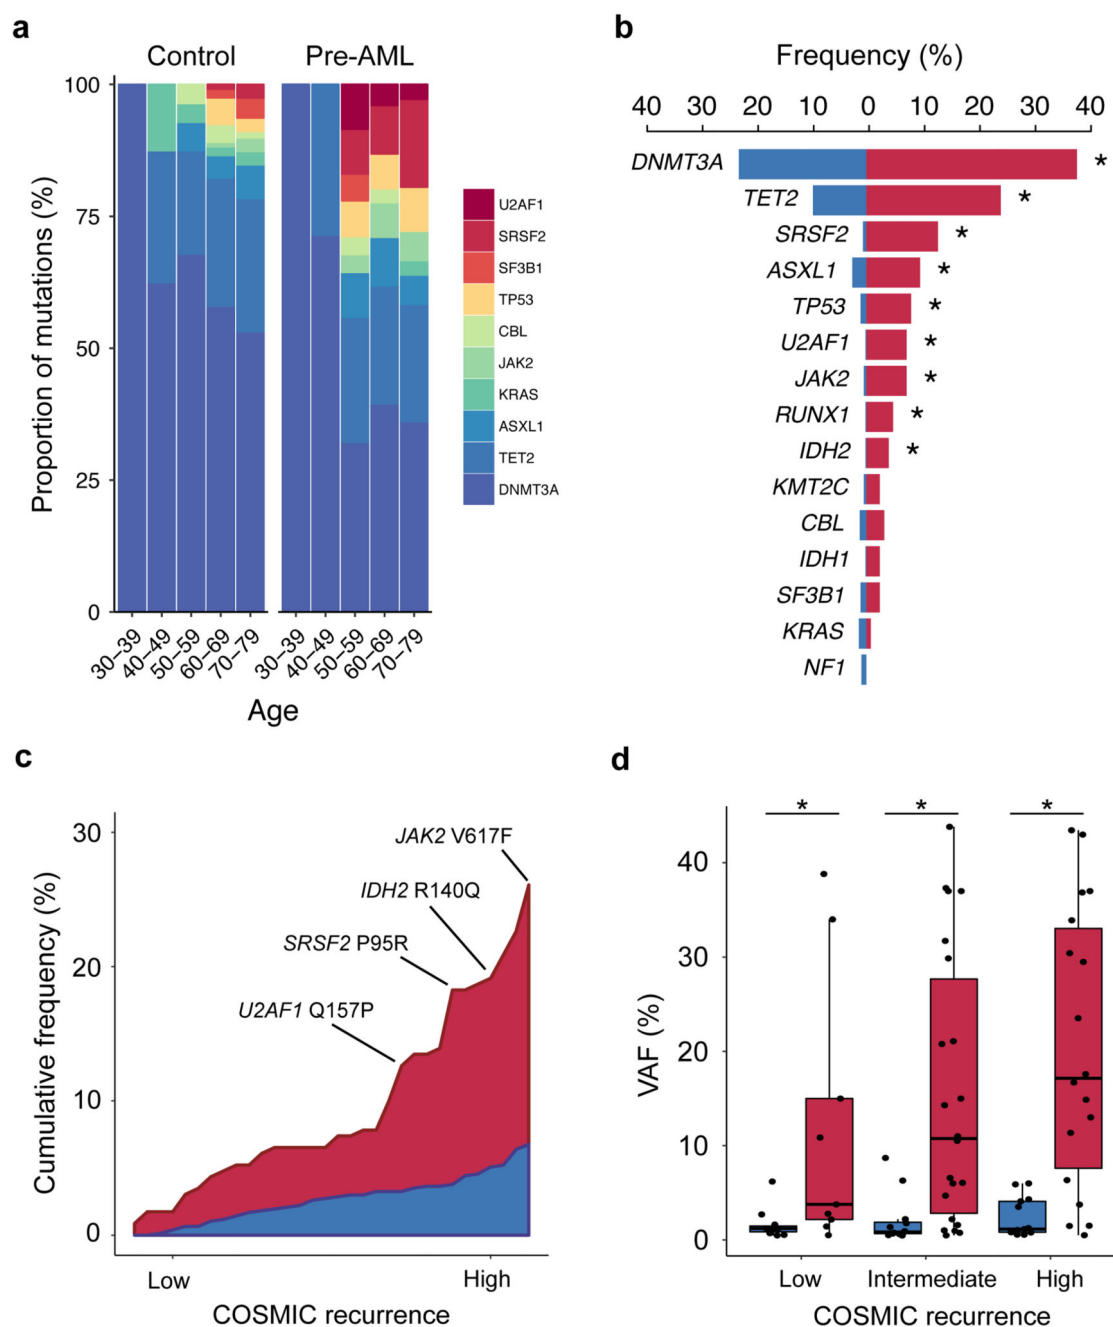 a
Control
Pre-AML
Proportion of mutations (%)
100
75
50
25
0
30–39
40–49
50–59
60–69
70–79
30–39
40–49
50–59
60–69
70–79
Age
U2AF1
SRSF2
SF3B1
TP53
CBL
JAK2
KRAS
ASXL1
TET2
DNMT3A
b
Frequency (%)
40 30 20 10 0 10 20 30 40
DNMT3A *
TET2 *
SRSF2 *
ASXL1 *
TP53 *
U2AF1 *
JAK2 *
RUNX1 *
IDH2 *
KMT2C
CBL
IDH1
SF3B1
KRAS
NF1
c
Cumulative frequency (%)
30
20
10
0
JAK2 V617F
IDH2 R140Q
SRSF2 P95R
U2AF1 Q157P
Low High
COSMIC recurrence
d
VAF (%)
40
30
20
10
0
* * *
Low Intermediate High
COSMIC recurrence